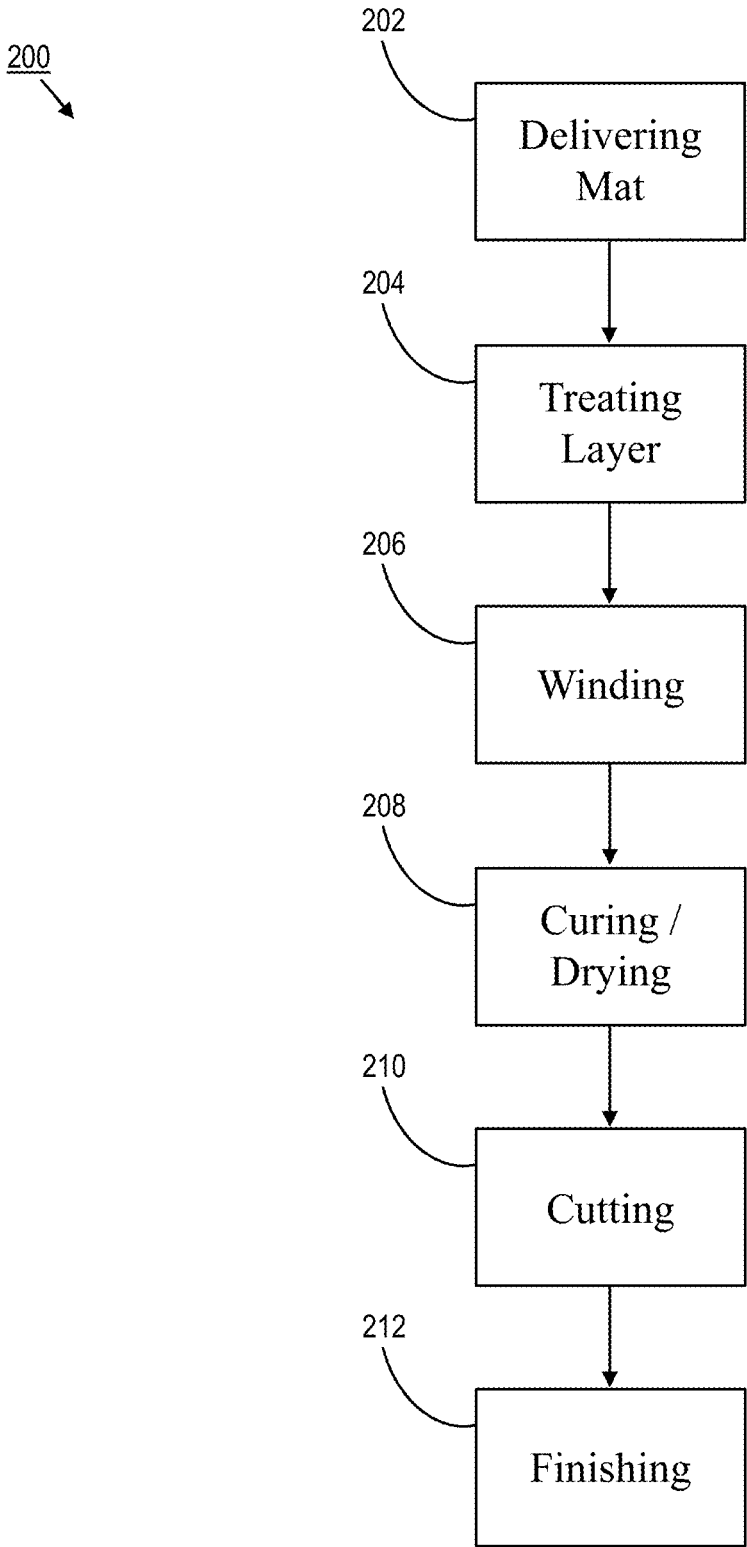 200
202
Delivering
Mat
204
Treating
Layer
206
Winding
208
Curing /
Drying
210
Cutting
212
Finishing